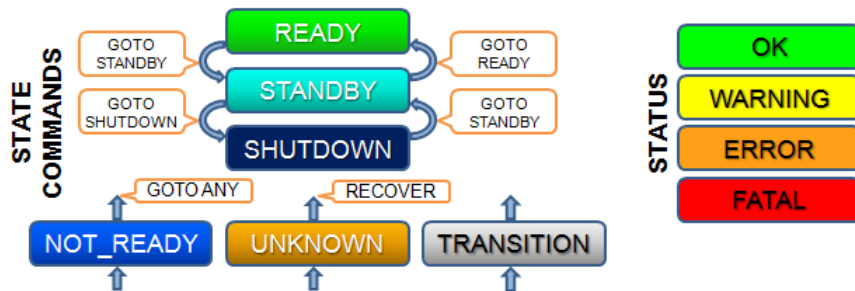 STATE
COMMANDS
READY
GOTO
STANDBY
GOTO
READY
STANDBY
GOTO
SHUTDOWN
GOTO
STANDBY
SHUTDOWN
GOTO ANY
RECOVER
NOT_READY
UNKNOWN
TRANSITION
STATUS
OK
WARNING
ERROR
FATAL